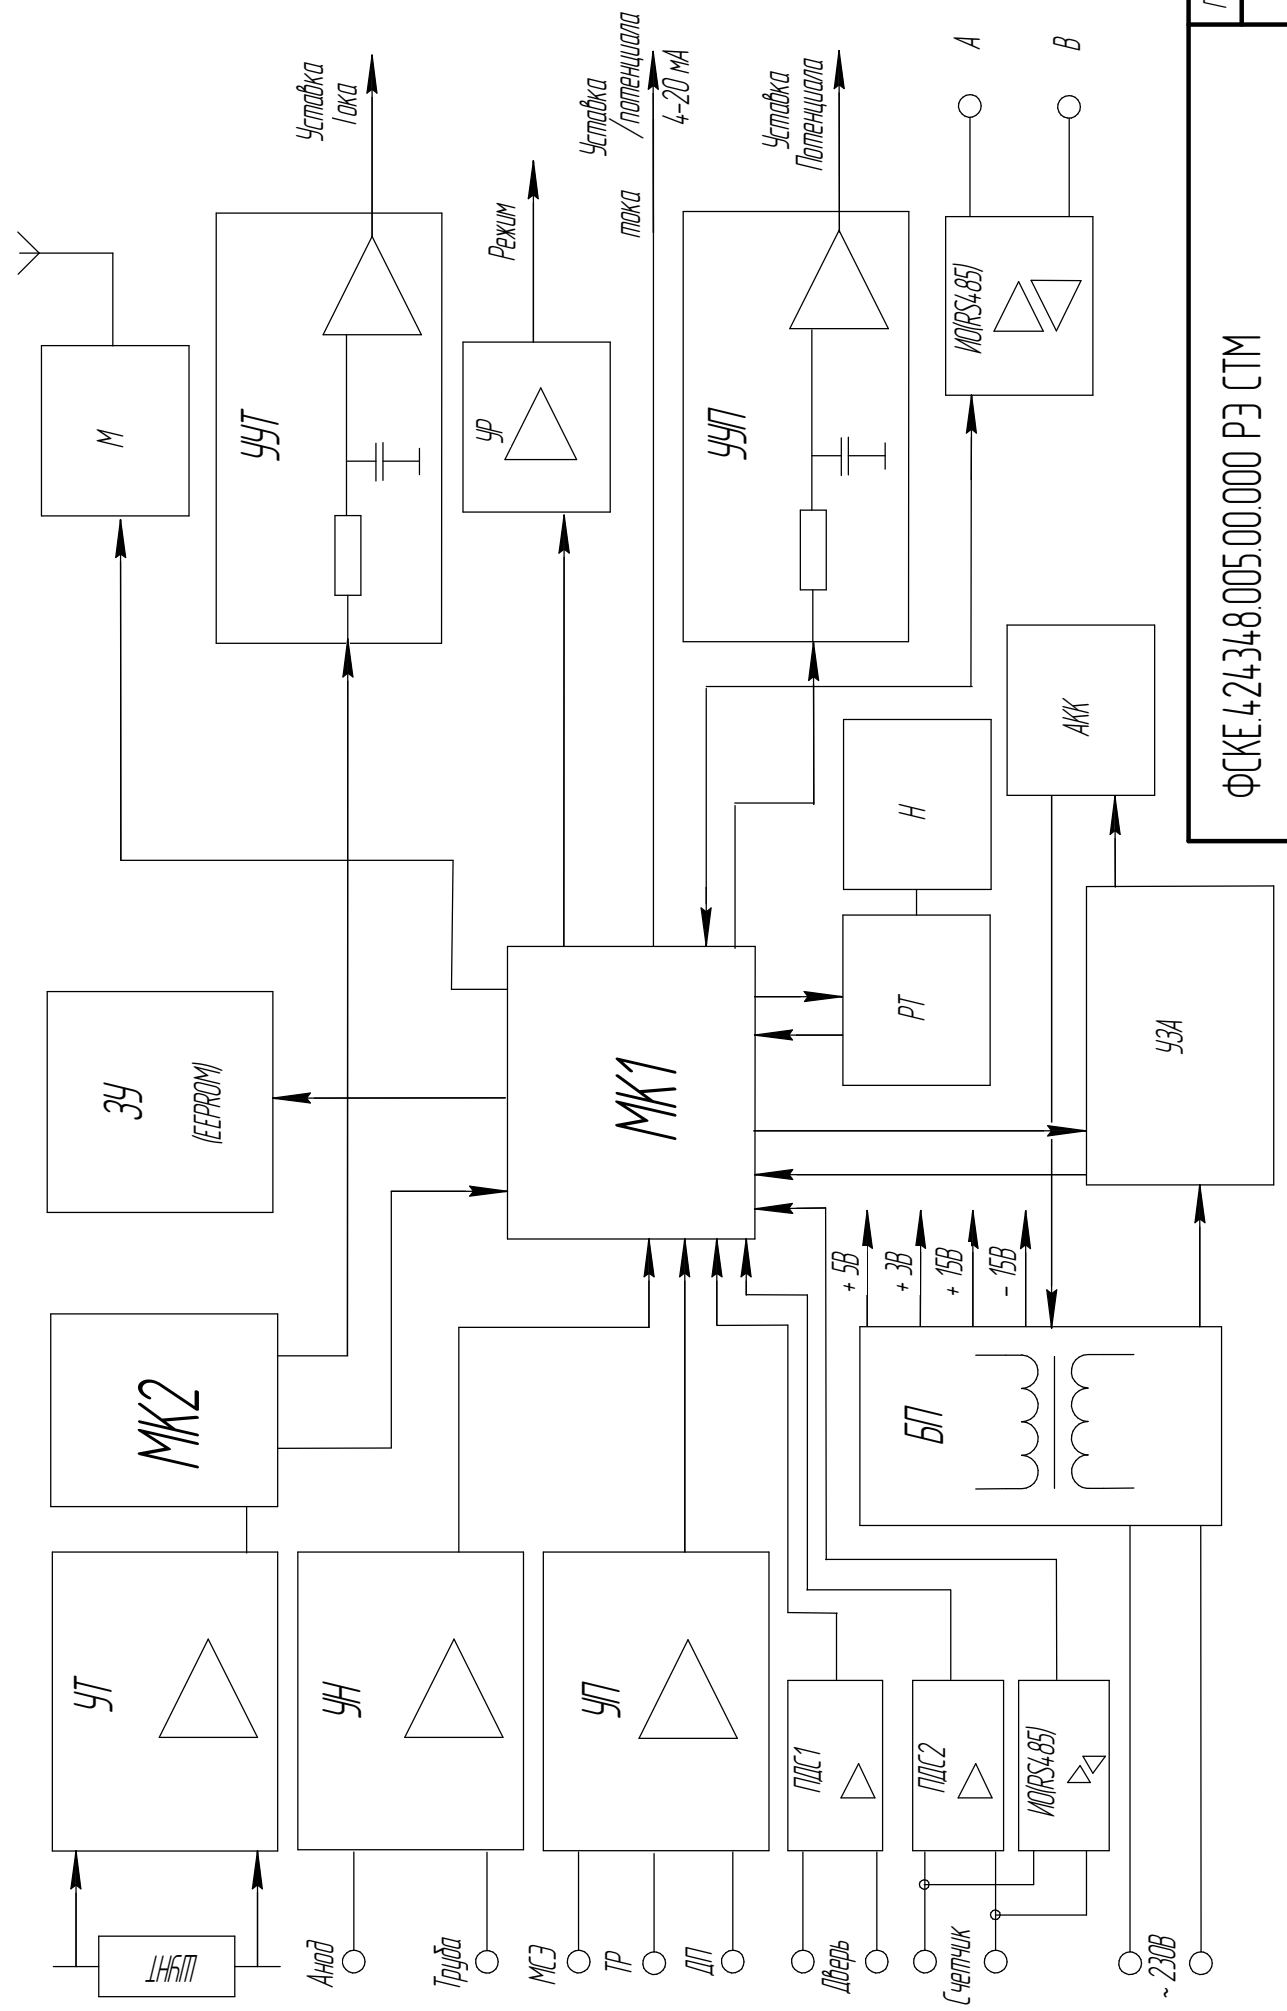 М
УУТ
Уставка
Тока
УР
Режим
Уставка
тока /потенциала
4-20 мА
УУП
Уставка
Потенциала
ИО(RS485)
А
В
ЗУ
(EEPROM)
МК1
Н
РТ
АКК
УЗА
МК2
+ 5В
+ 3В
+ 15В
- 15В
БП
УТ
УН
УП
ПДС1
ПДС2
ИО(RS485)
ШУНТ
Анод
Труба
МСЭ
ТР
ДП
Дверь
Счетчик
~ 230В
ФСКЕ.424348.005.00.000 РЭ СТМ